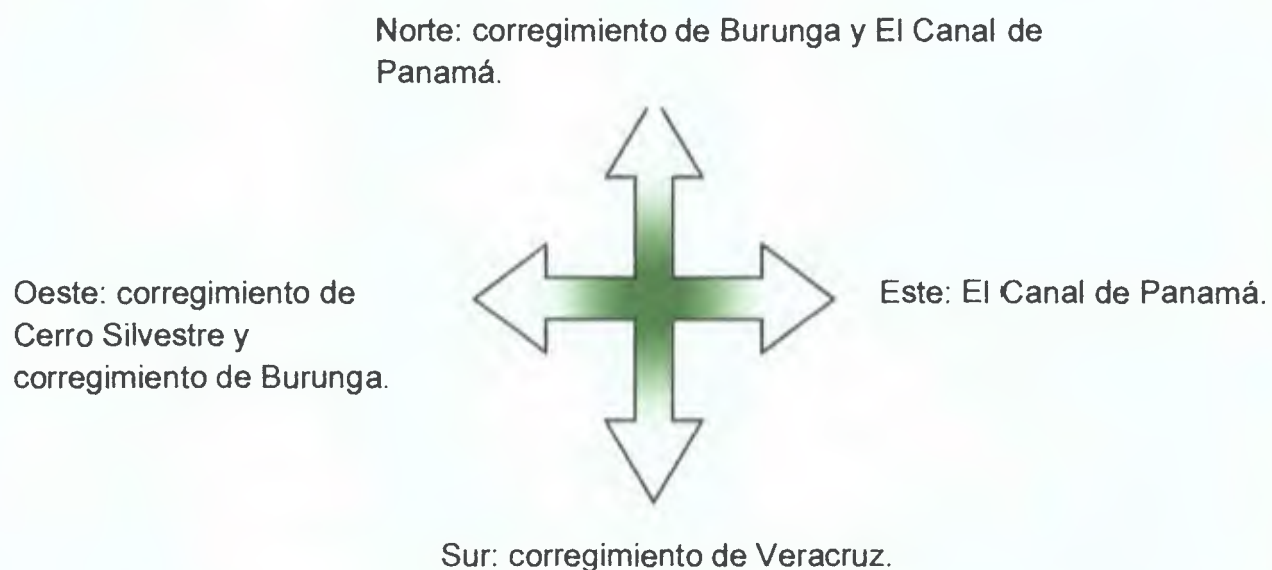 Norte: corregimiento de Burunga y El Canal de
Panamá.
Oeste: corregimiento de
Cerro Silvestre y
corregimiento de Burunga.
Este: El Canal de Panamá.
Sur: corregimiento de Veracruz.